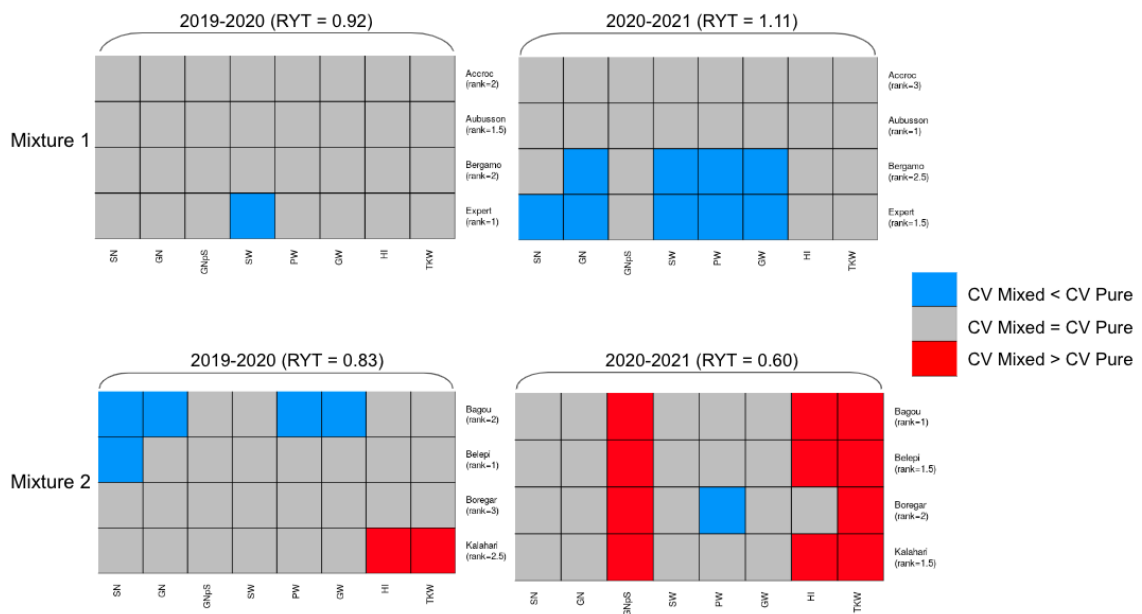 2019-2020 (RYT = 0.92)
2020-2021 (RYT = 1.11)
Mixture 1
Accroc
(rank=2)
Aubusson
(rank=1.5)
Bergamo
(rank=2)
Expert
(rank=1)
Accroc
(rank=3)
Aubusson
(rank=1)
Bergamo
(rank=2.5)
Expert
(rank=1.5)
SN GN GNpS SW PW GW HI TKW
SN GN GNpS SW PW GW HI TKW
CV Mixed < CV Pure
CV Mixed = CV Pure
CV Mixed > CV Pure
2019-2020 (RYT = 0.83)
2020-2021 (RYT = 0.60)
Mixture 2
Bagou
(rank=2)
Belepi
(rank=1)
Boregar
(rank=3)
Kalahari
(rank=2.5)
Bagou
(rank=1)
Belepi
(rank=1.5)
Boregar
(rank=2)
Kalahari
(rank=1.5)
SN GN GNpS SW PW GW HI TKW
SN GN GNpS SW PW GW HI TKW